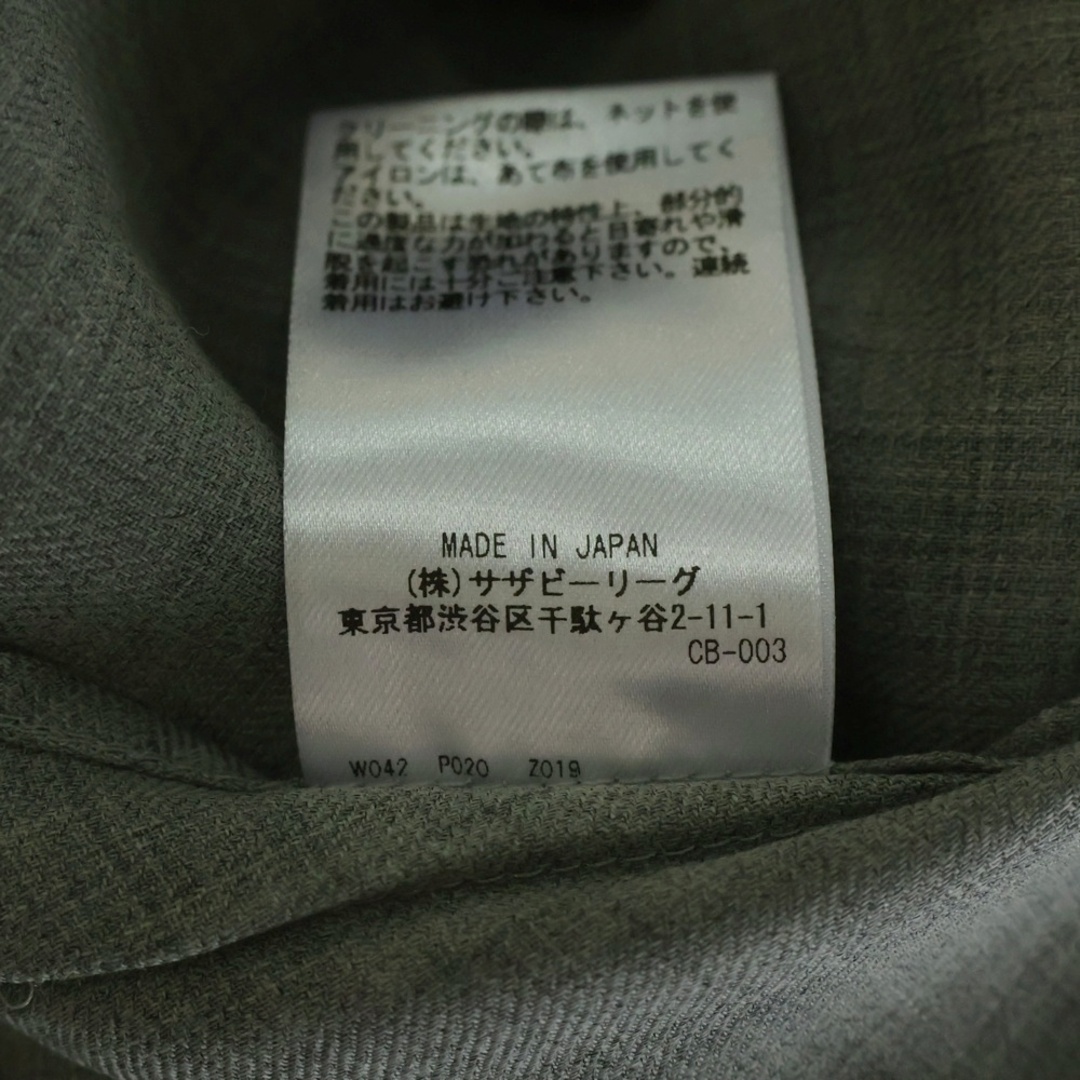 クリーニングの際は、ネットを使
用してください。
アイロンは、あて布を使用してく
ださい。
この製品は生地の特性上、部分的
に過度な力が加わると目寄れや滑
脱を起こす恐れがありますので、
着用には十分ご注意下さい。連続
着用はお避け下さい。
MADE IN JAPAN
(株)サザビーリーグ
東京都渋谷区千駄ヶ谷2-11-1
CB-003
W042 P020 Z019